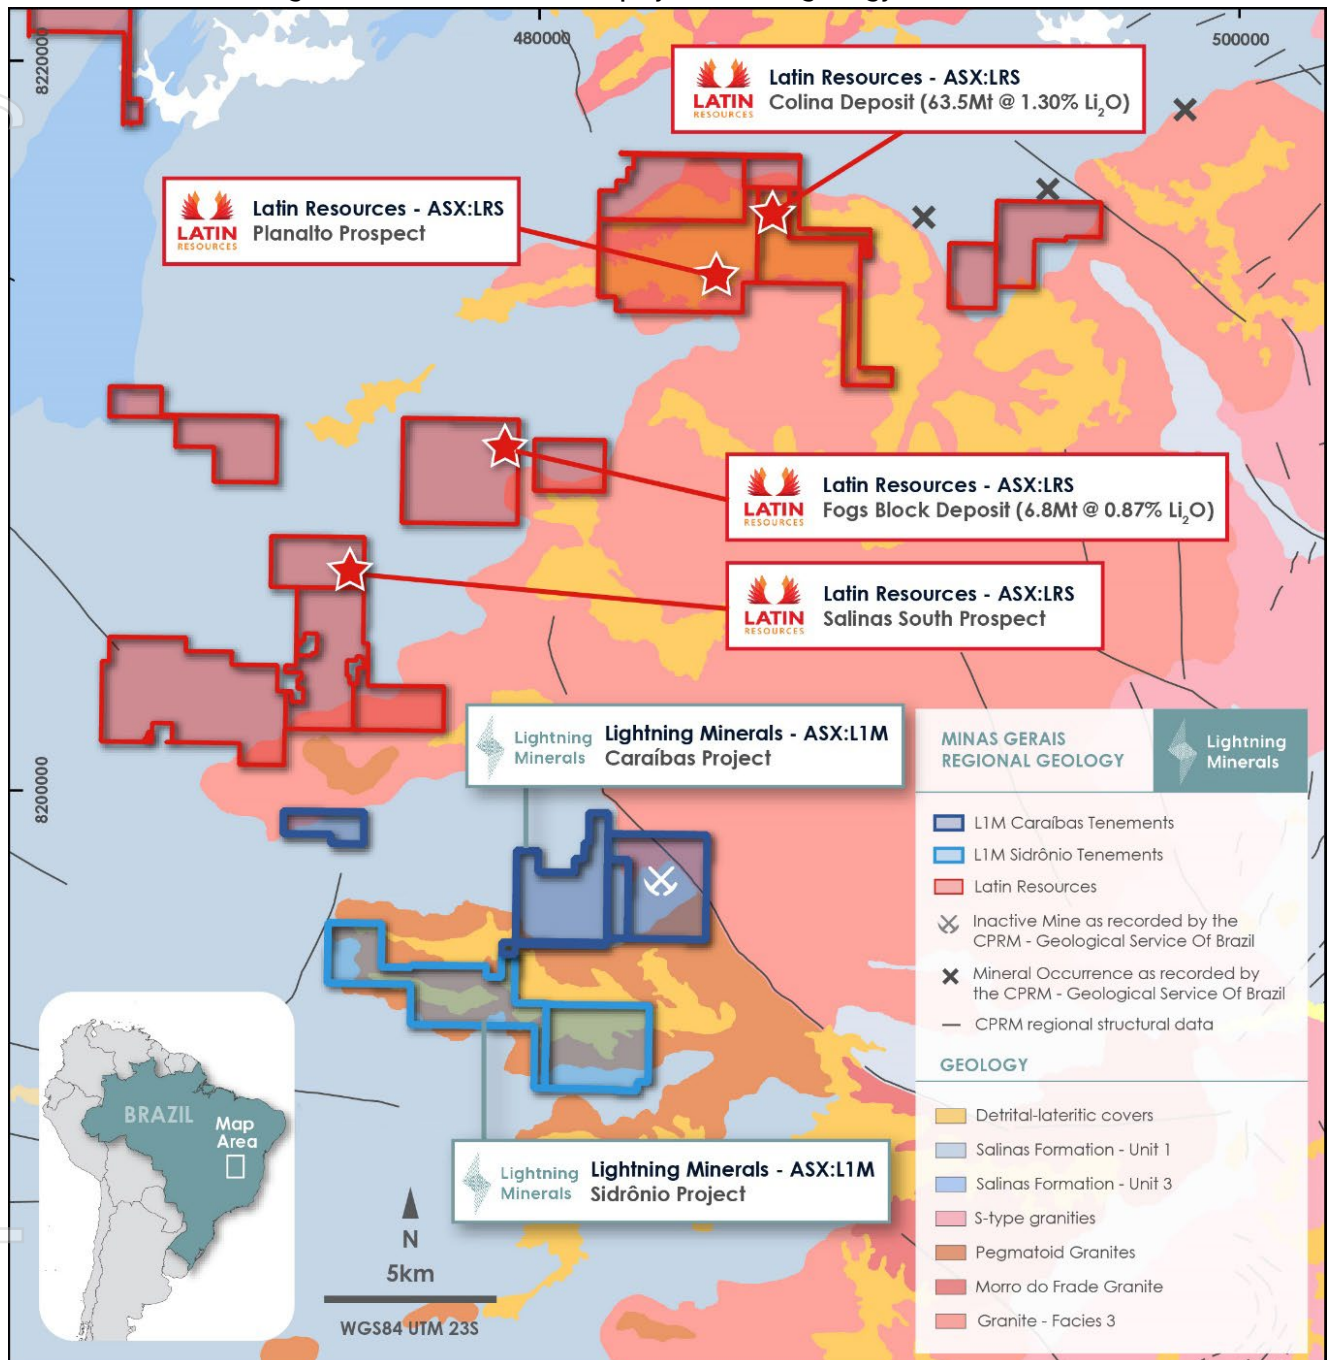 480000
500000
8220000
8200000
LATIN
RESOURCES
Latin Resources - ASX:LRS
Colina Deposit (63.5Mt @ 1.30% Li₂O)
LATIN
RESOURCES
Latin Resources - ASX:LRS
Planalto Prospect
LATIN
RESOURCES
Latin Resources - ASX:LRS
Fogs Block Deposit (6.8Mt @ 0.87% Li₂O)
LATIN
RESOURCES
Latin Resources - ASX:LRS
Salinas South Prospect
Lightning
Minerals
Lightning Minerals - ASX:L1M
Caraíbas Project
MINAS GERAIS
REGIONAL GEOLOGY
Lightning
Minerals
L1M Caraíbas Tenements
L1M Sidrônio Tenements
Latin Resources
Inactive Mine as recorded by the
CPRM - Geological Service Of Brazil
Mineral Occurrence as recorded by
the CPRM - Geological Service Of Brazil
CPRM regional structural data
GEOLOGY
Detrital-lateritic covers
Salinas Formation - Unit 1
Salinas Formation - Unit 3
S-type granities
Pegmatoid Granites
Morro do Frade Granite
Granite - Facies 3
Lightning
Minerals
Lightning Minerals - ASX:L1M
Sidrônio Project
BRAZIL
Map
Area
N
5km
WGS84 UTM 23S